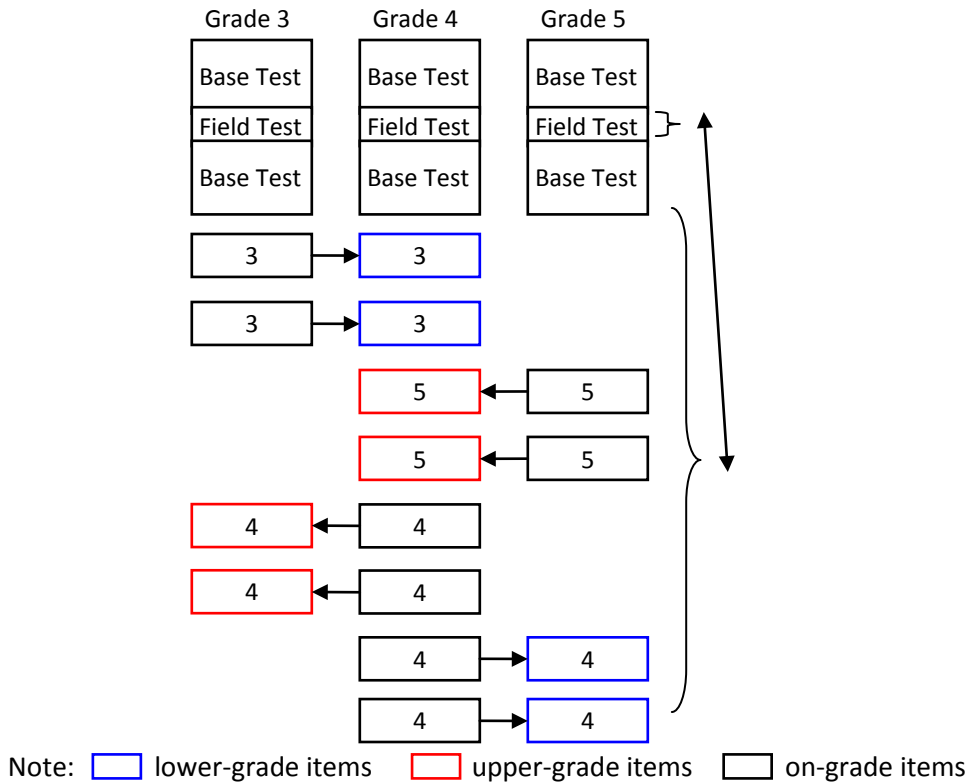 Grade 3 Grade 4 Grade 5
Base Test Base Test Base Test
Field Test Field Test Field Test
Base Test Base Test Base Test
3 3
3 3
5 5
5 5
4 4
4 4
4 4
4 4
Note: lower-grade items upper-grade items on-grade items